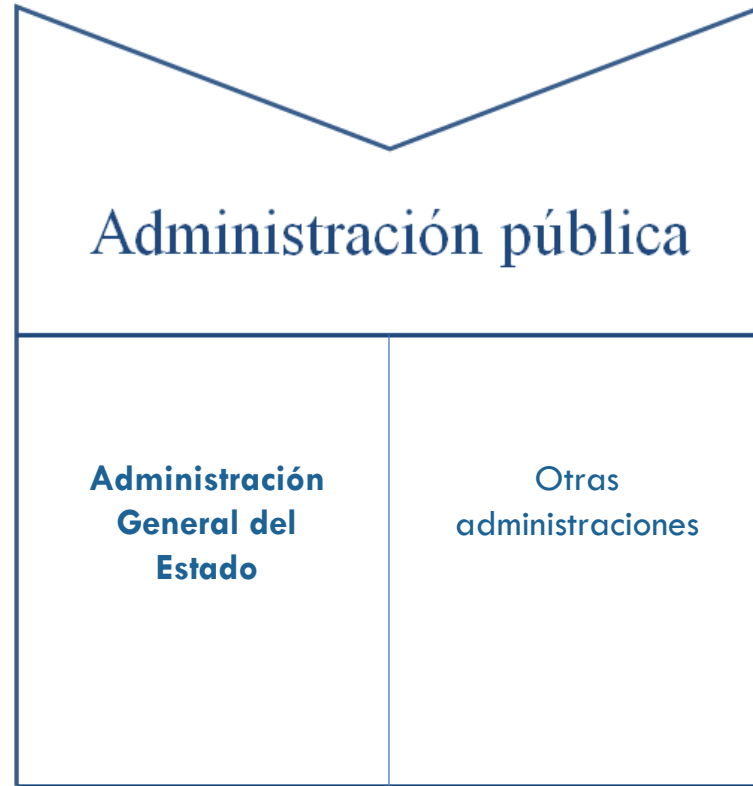 Administración pública
Administración
General del
Estado
Otras
administraciones